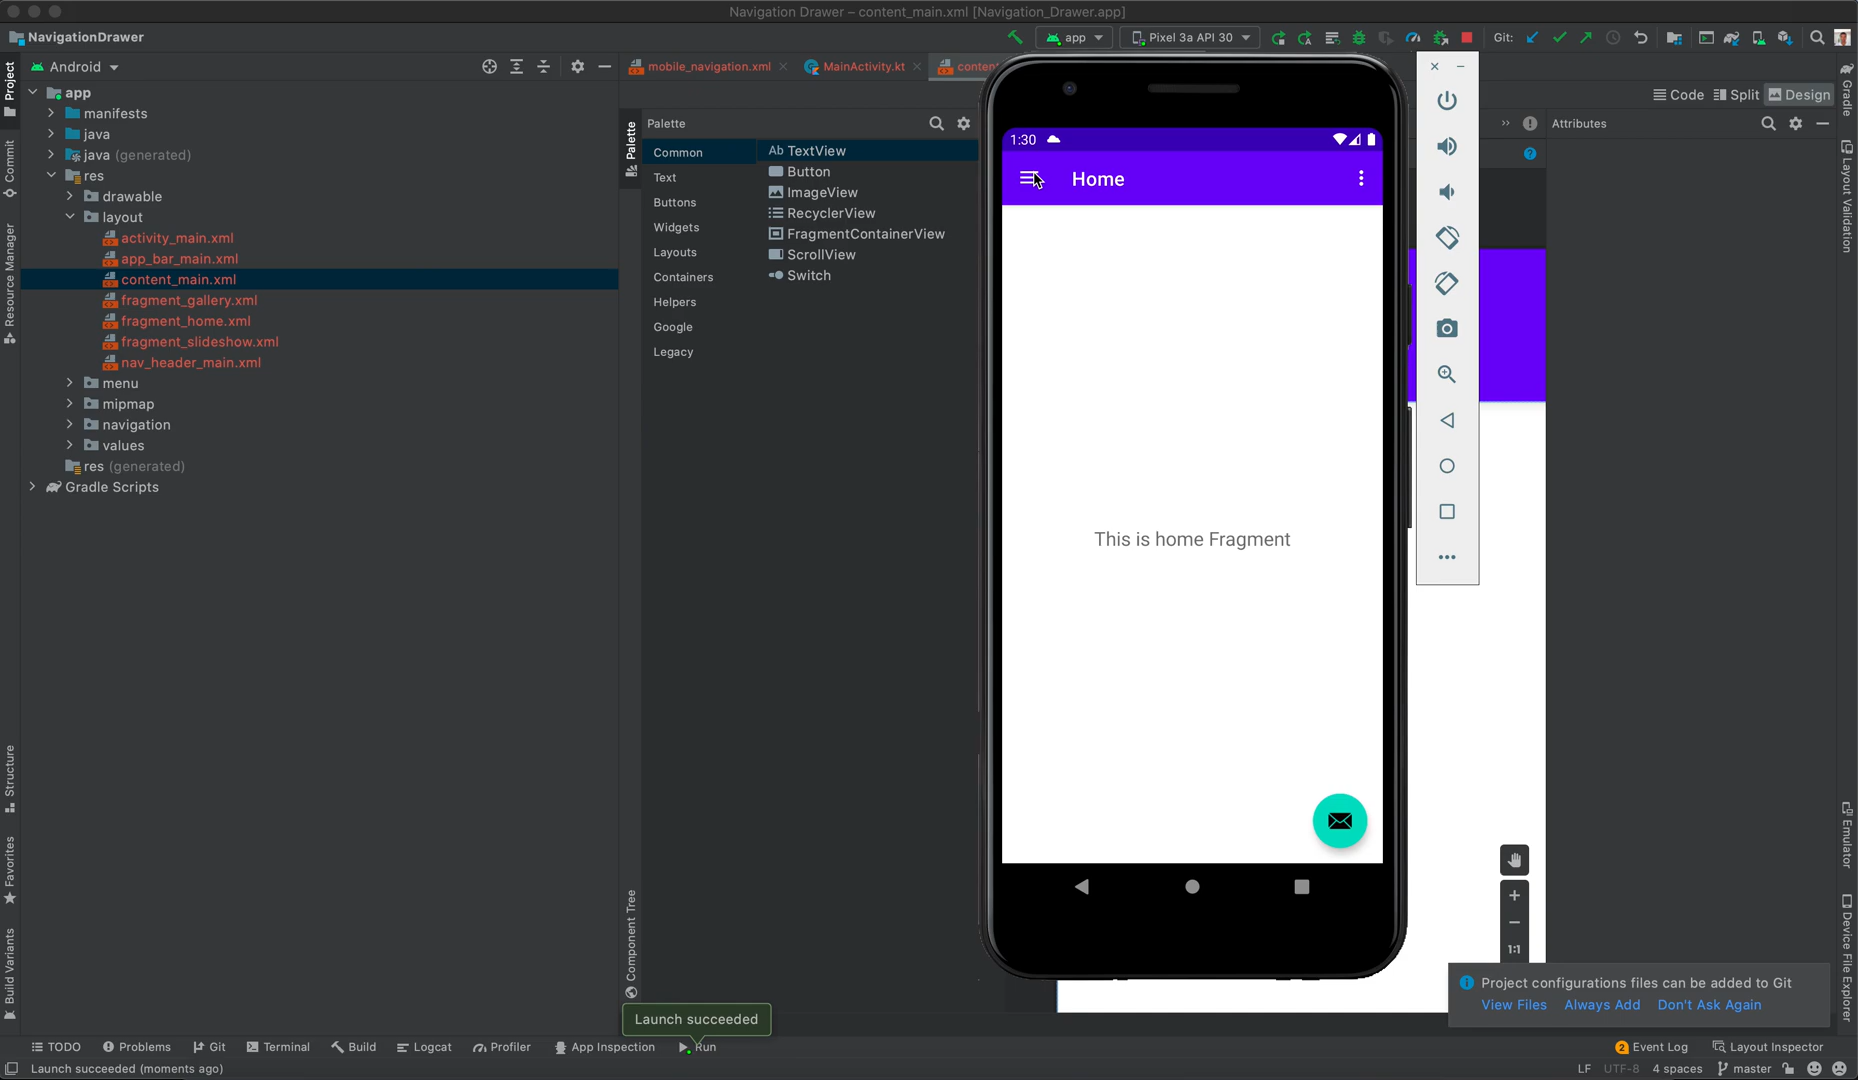 Navigation Drawer – content_main.xml [Navigation_Drawer.app]
NavigationDrawer
app
Pixel 3a API 30
Git:
Project
Commit
Resource Manager
Structure
Favorites
Build Variants
Android
app
manifests
java
java (generated)
res
drawable
layout
activity_main.xml
app_bar_main.xml
content_main.xml
fragment_gallery.xml
fragment_home.xml
fragment_slideshow.xml
nav_header_main.xml
menu
mipmap
navigation
values
res (generated)
Gradle Scripts
mobile_navigation.xml
MainActivity.kt
Code
Split
Design
Palette
Component Tree
Palette
Common
Text
Buttons
Widgets
Layouts
Containers
Helpers
Google
Legacy
Ab TextView
Button
ImageView
RecyclerView
FragmentContainerView
ScrollView
Switch
1:30
Home
This is home Fragment
Attributes
Gradle
Layout Validation
Emulator
Device File Explorer
1:1
Project configurations files can be added to Git
View Files
Always Add
Don't Ask Again
Launch succeeded
TODO
Problems
Git
Terminal
Build
Logcat
Profiler
App Inspection
Run
2 Event Log
Layout Inspector
Launch succeeded (moments ago)
LF
UTF-8
4 spaces
master